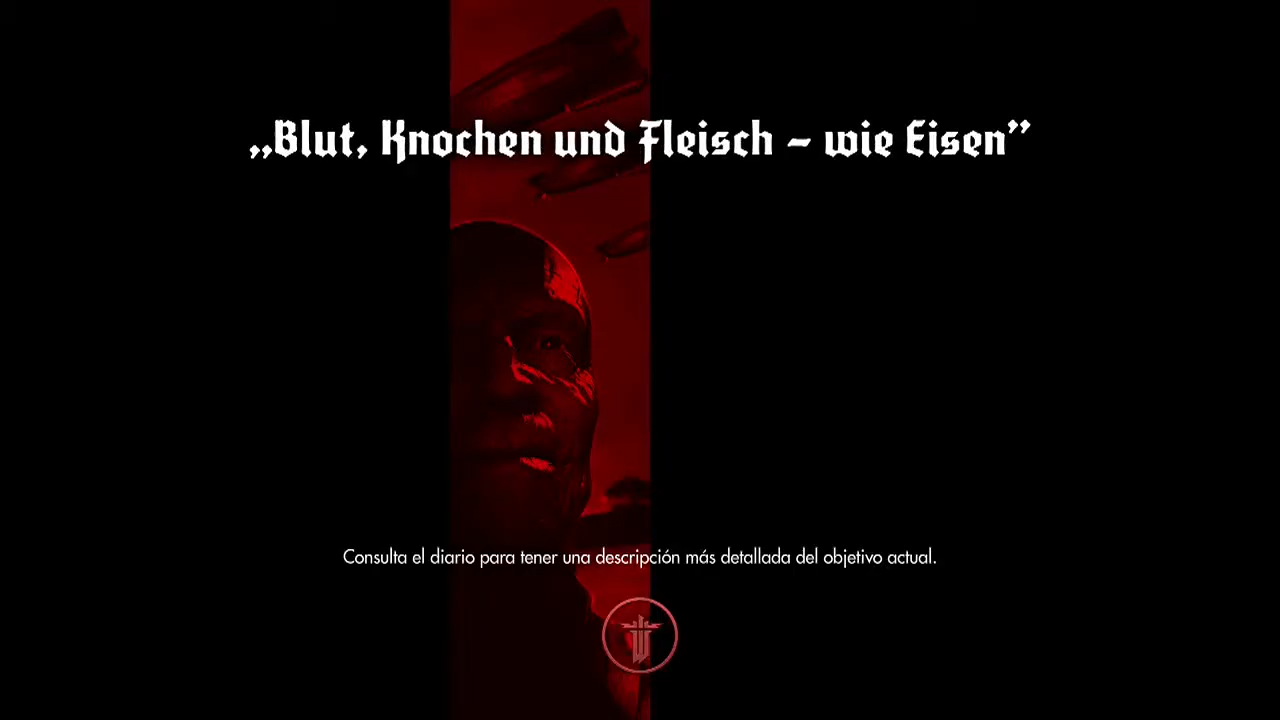 „Blut, Knochen und Fleisch – wie Eisen”
Consulta el diario para tener una descripción más detallada del objetivo actual.